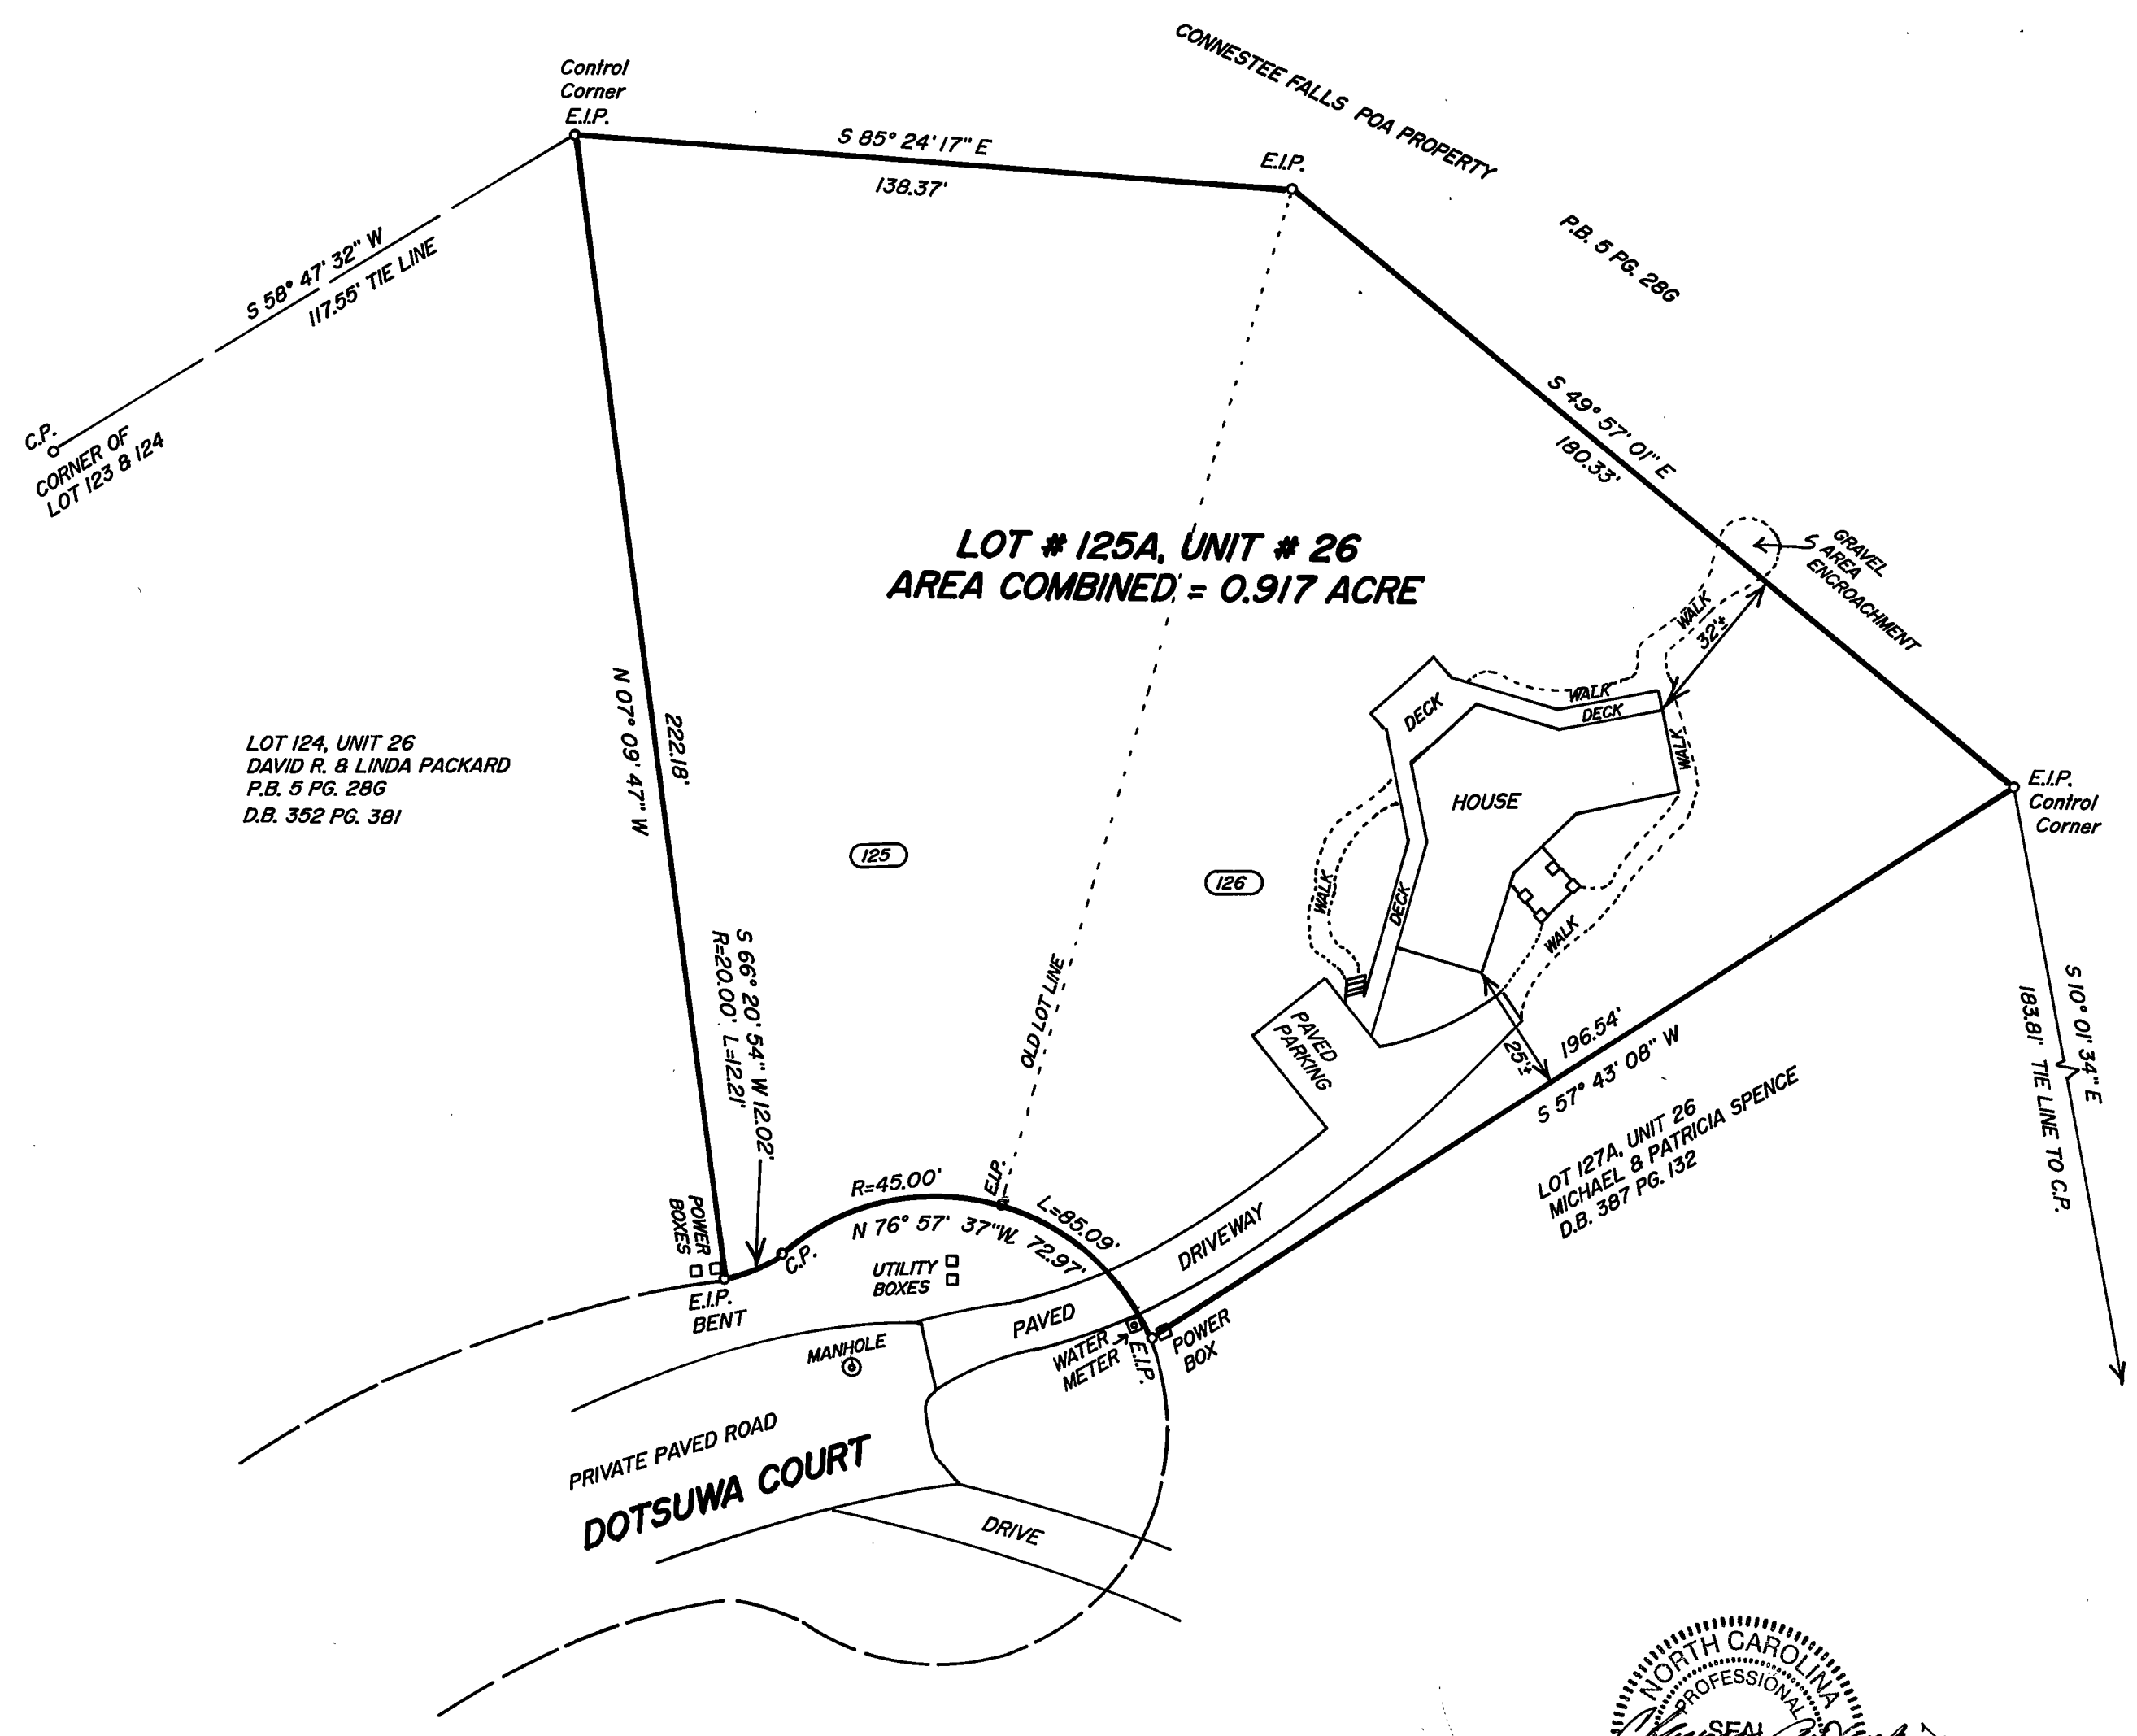 CONNESTEE FALLS POA PROPERTY
Control
Corner
E.I.P.
S 85° 24' 17" E
138.37'
E.I.P.
P.B. 5 PG. 28G
S 58° 47' 32" W
117.55' TIE LINE
C.P.
CORNER OF
LOT 123 & 124
S 49° 57' 01" E
180.33'
LOT # 125A, UNIT # 26
AREA COMBINED = 0.917 ACRE
GRAVEL
AREA
ENCROACHMENT
WALK
32'±
WALK
DECK
DECK
WALK
HOUSE
E.I.P.
Control
Corner
N 07° 09' 47" W
222.18'
LOT 124, UNIT 26
DAVID R. & LINDA PACKARD
P.B. 5 PG. 28G
D.B. 352 PG. 381
125
126
WALK
DECK
WALK
S 66° 20' 54" W 12.02'
R=20.00' L=12.21'
OLD LOT LINE
PAVED
PARKING
25'±
196.54'
S 57° 43' 08" W
S 10° 01' 34" E
183.81' TIE LINE TO C.P.
LOT 127A, UNIT 26
MICHAEL & PATRICIA SPENCE
D.B. 387 PG. 132
POWER
BOXES
R=45.00'
E.I.P.
L=85.09'
N 76° 57' 37"W 72.97'
C.P.
UTILITY
BOXES
DRIVEWAY
E.I.P.
BENT
PAVED
MANHOLE
WATER
METER
E.I.P.
POWER
BOX
PRIVATE PAVED ROAD
DOTSUWA COURT
DRIVE
NORTH CAROLINA
PROFESSIONAL
SEAL